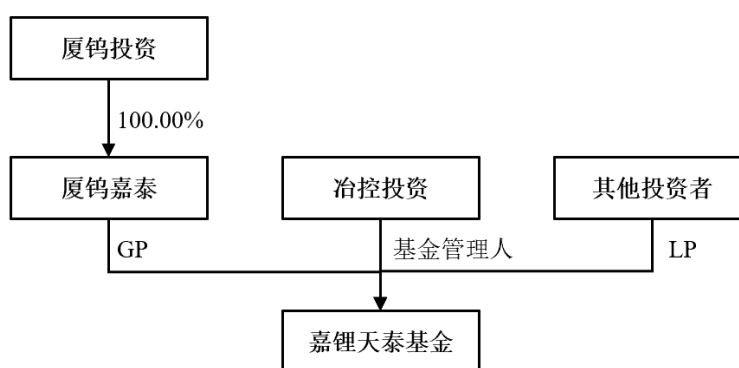 厦钨投资
100.00%
厦钨嘉泰
冶控投资
其他投资者
GP
基金管理人
LP
嘉锂天泰基金